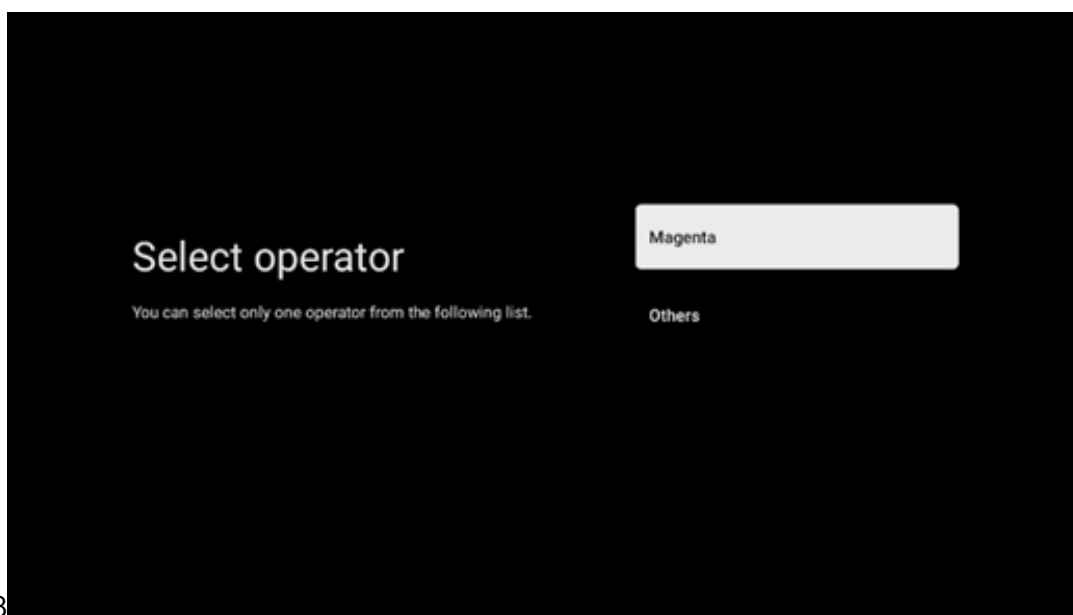 Select operator
You can select only one operator from the following list.
Magenta
Others